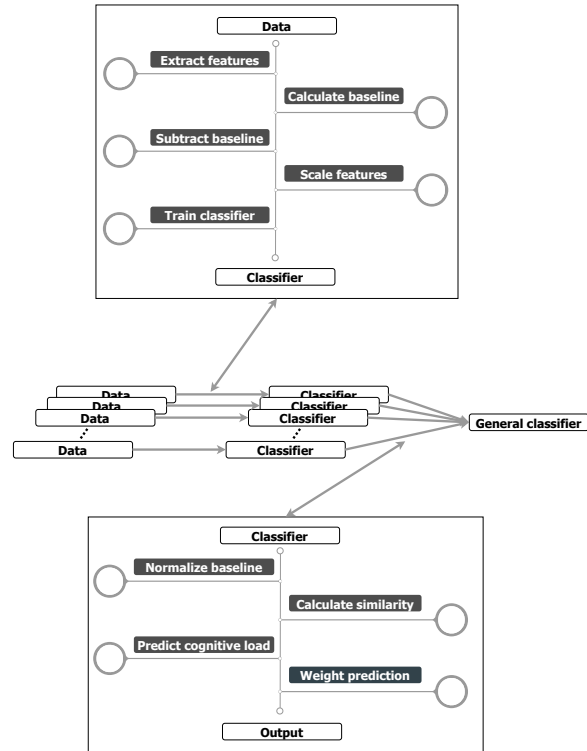 Data
Extract features
Calculate baseline
Subtract baseline
Scale features
Train classifier
Classifier
Data Classifier
Data Classifier
Data Classifier
General classifier
Data Classifier
Classifier
Normalize baseline
Calculate similarity
Predict cognitive load
Weight prediction
Output